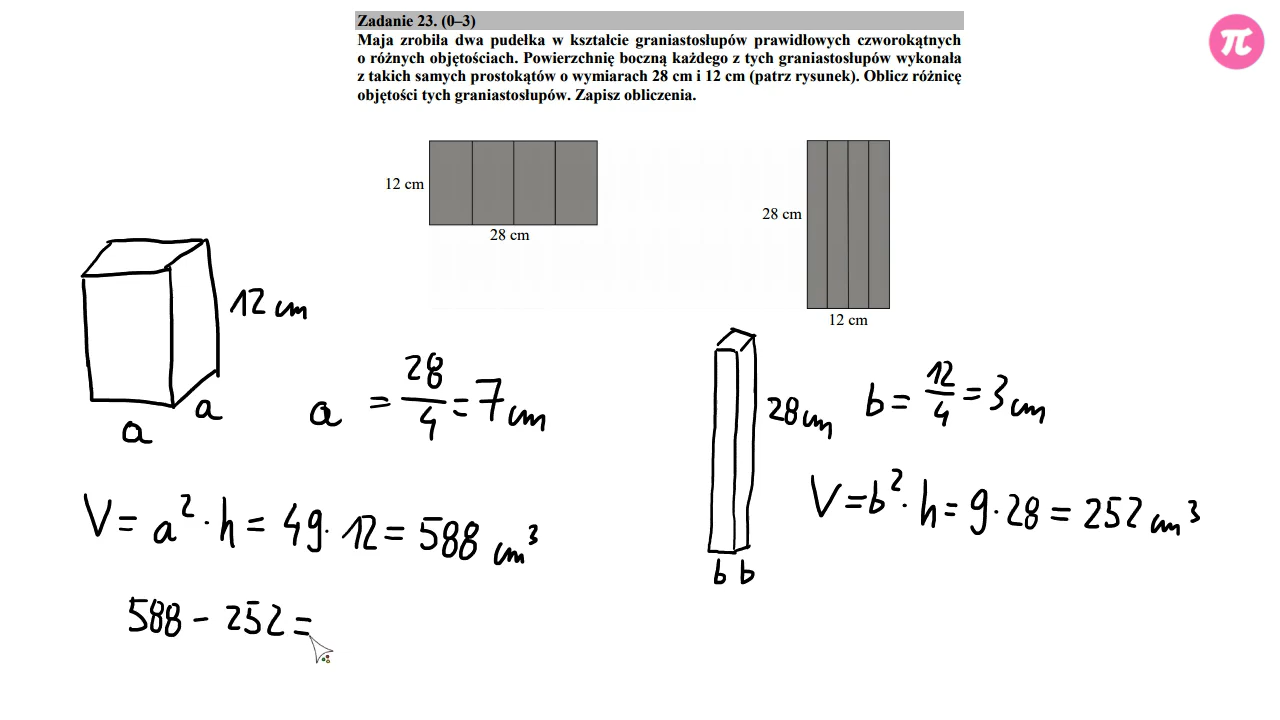 Zadanie 23. (0–3)
Maja zrobiła dwa pudełka w kształcie graniastosłupów prawidłowych czworokątnych
o różnych objętościach. Powierzchnię boczną każdego z tych graniastosłupów wykonała
z takich samych prostokątów o wymiarach 28 cm i 12 cm (patrz rysunek). Oblicz różnicę
objętości tych graniastosłupów. Zapisz obliczenia.
π
12 cm
28 cm
28 cm
12 cm
12 cm
a
a
a = 28/4 = 7 cm
V = a² · h = 49 · 12 = 588 cm³
588 - 252 =
28 cm
b = 12/4 = 3 cm
V = b² · h = 9 · 28 = 252 cm³
b b